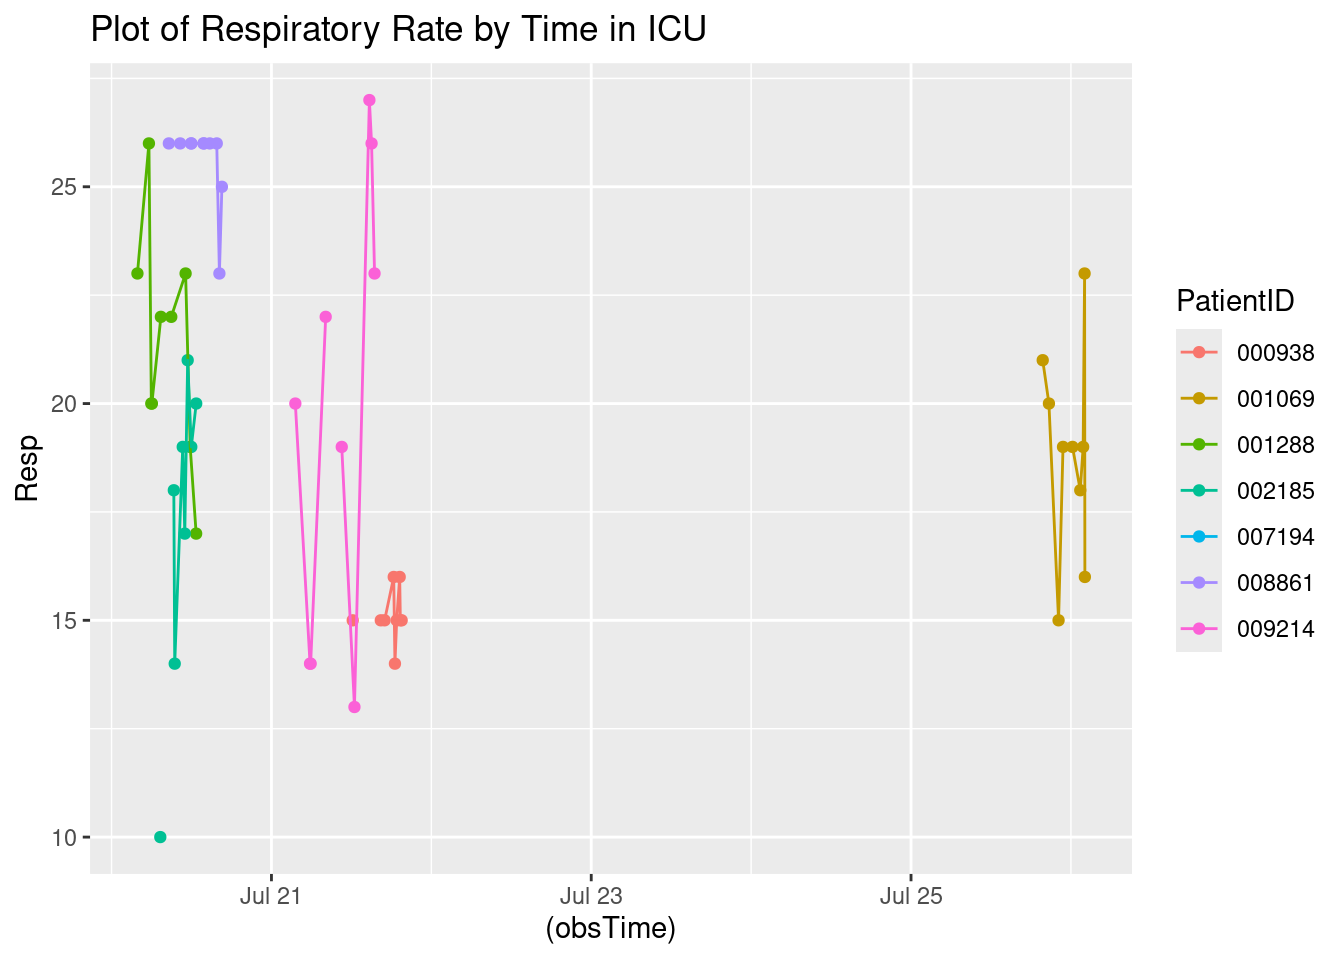 Plot of Respiratory Rate by Time in ICU
25
20
15
10
Resp
Jul 21
Jul 23
Jul 25
(obsTime)
PatientID
000938
001069
001288
002185
007194
008861
009214